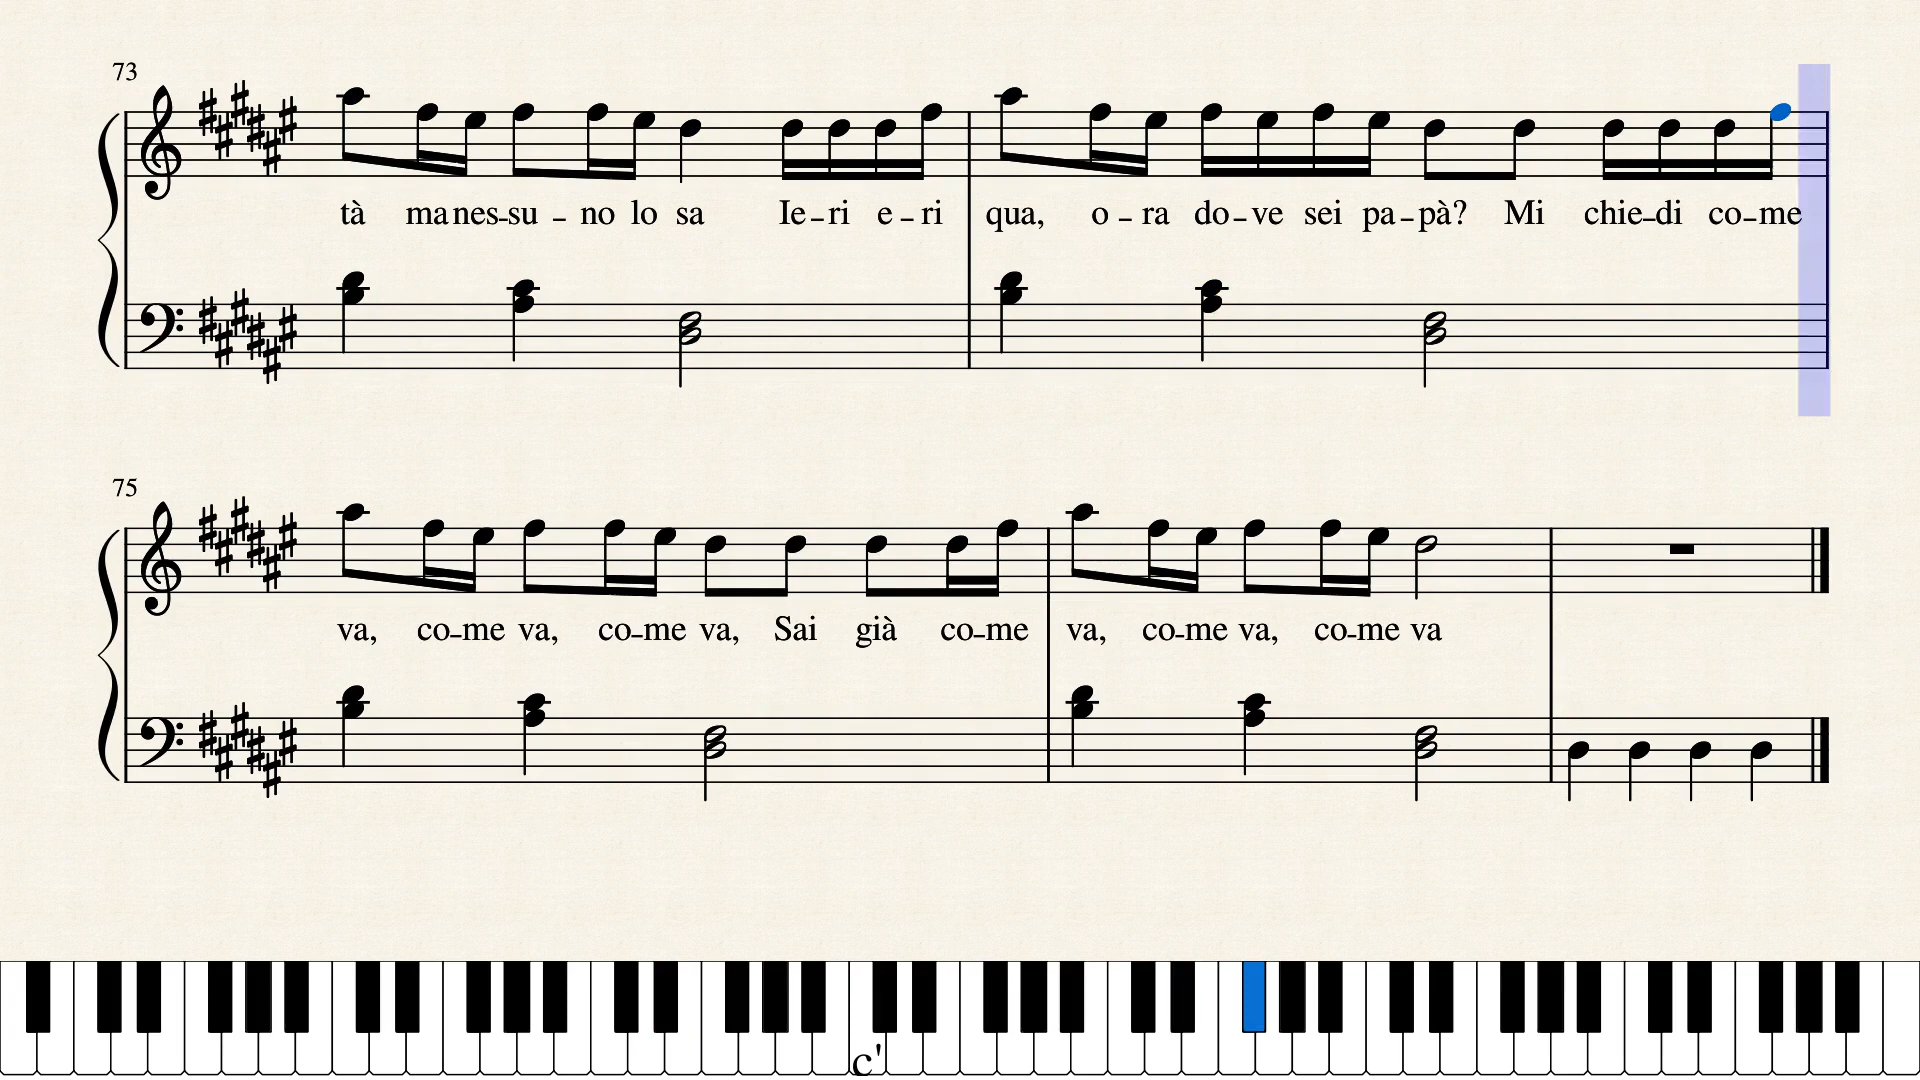 73
tà ma nes-su - no lo sa Ie-ri e-ri qua, o-ra do-ve sei pa-pà? Mi chie-di co-me
75
va, co-me va, co-me va, Sai già co-me va, co-me va, co-me va
c'